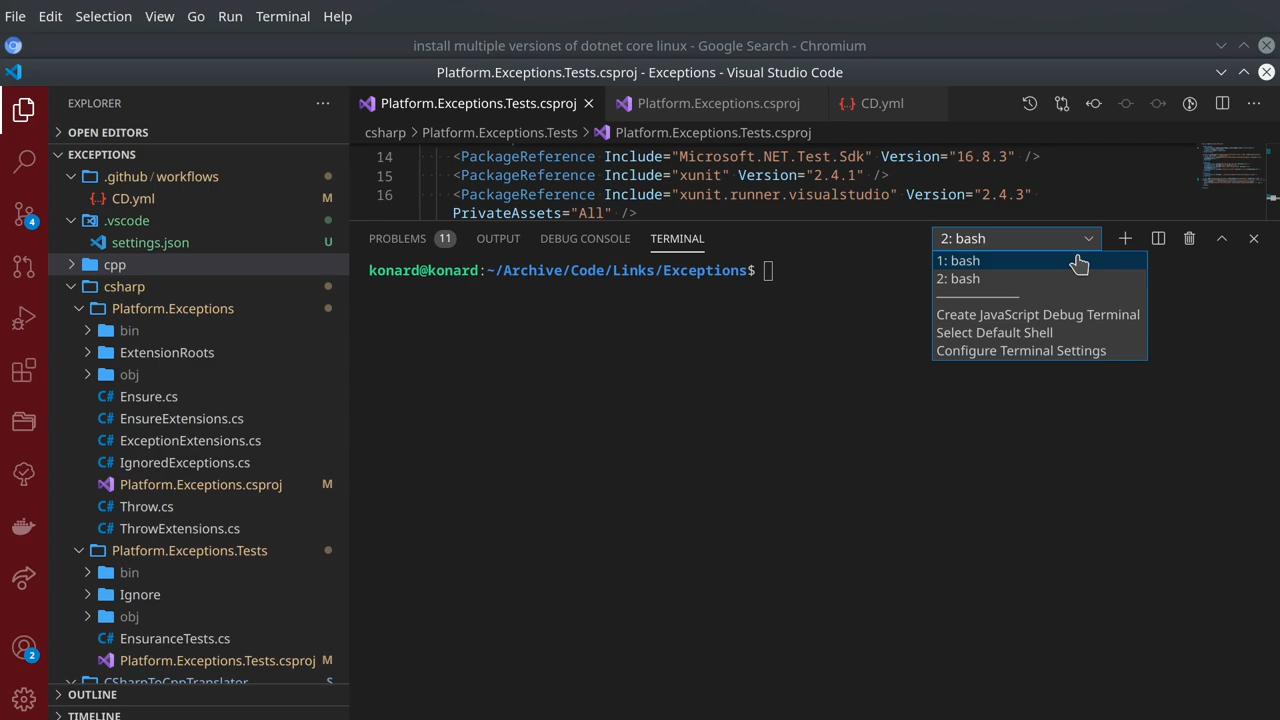 File Edit Selection View Go Run Terminal Help
install multiple versions of dotnet core linux - Google Search - Chromium
Platform.Exceptions.Tests.csproj - Exceptions - Visual Studio Code
EXPLORER
Platform.Exceptions.Tests.csproj
Platform.Exceptions.csproj
CD.yml
OPEN EDITORS
csharp
Platform.Exceptions.Tests
Platform.Exceptions.Tests.csproj
EXCEPTIONS
14 <PackageReference Include="Microsoft.NET.Test.Sdk" Version="16.8.3" />
15 <PackageReference Include="xunit" Version="2.4.1" />
16 <PackageReference Include="xunit.runner.visualstudio" Version="2.4.3"
PrivateAssets="All" />
.github / workflows
CD.yml M
.vscode
settings.json U
cpp
csharp
Platform.Exceptions
bin
ExtensionRoots
obj
C# Ensure.cs
C# EnsureExtensions.cs
C# ExceptionExtensions.cs
C# IgnoredExceptions.cs
Platform.Exceptions.csproj M
C# Throw.cs
C# ThrowExtensions.cs
Platform.Exceptions.Tests
bin
Ignore
obj
C# EnsuranceTests.cs
Platform.Exceptions.Tests.csproj M
CSharpToCppTranslator S
OUTLINE
TIMELINE
4
2
PROBLEMS 11 OUTPUT DEBUG CONSOLE TERMINAL
2: bash
konard@konard:~/Archive/Code/Links/Exceptions$
1: bash
2: bash
Create JavaScript Debug Terminal
Select Default Shell
Configure Terminal Settings